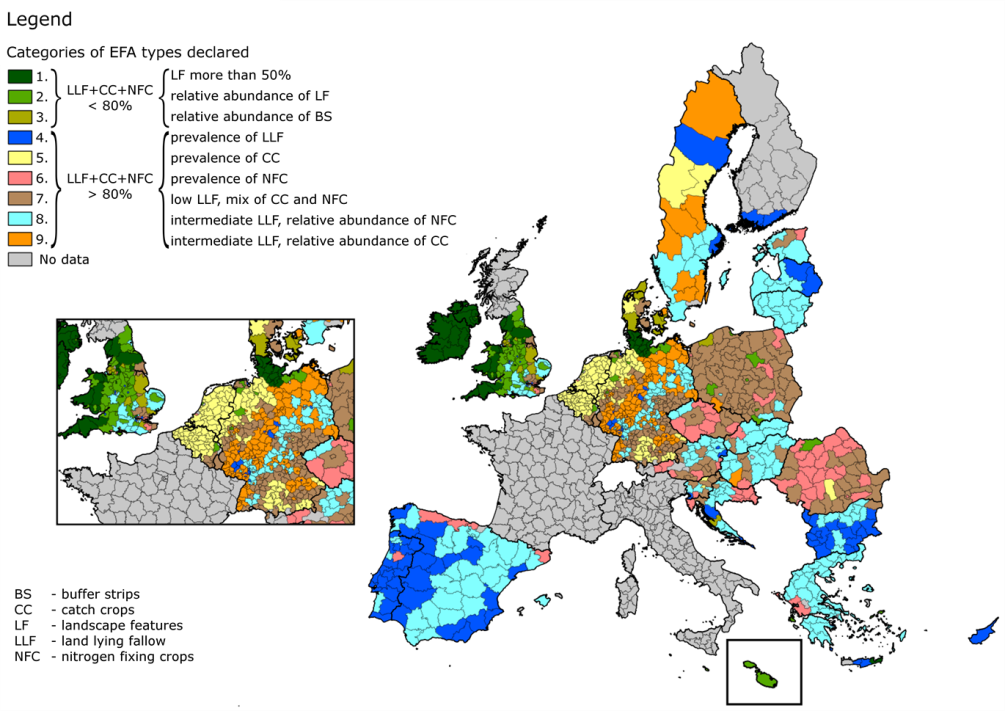 Legend
Categories of EFA types declared
1.
2.
3.
LLF+CC+NFC
< 80%
LF more than 50%
relative abundance of LF
relative abundance of BS
4.
5.
6.
7.
8.
9.
LLF+CC+NFC
> 80%
prevalence of LLF
prevalence of CC
prevalence of NFC
low LLF, mix of CC and NFC
intermediate LLF, relative abundance of NFC
intermediate LLF, relative abundance of CC
No data
BS - buffer strips
CC - catch crops
LF - landscape features
LLF - land lying fallow
NFC - nitrogen fixing crops